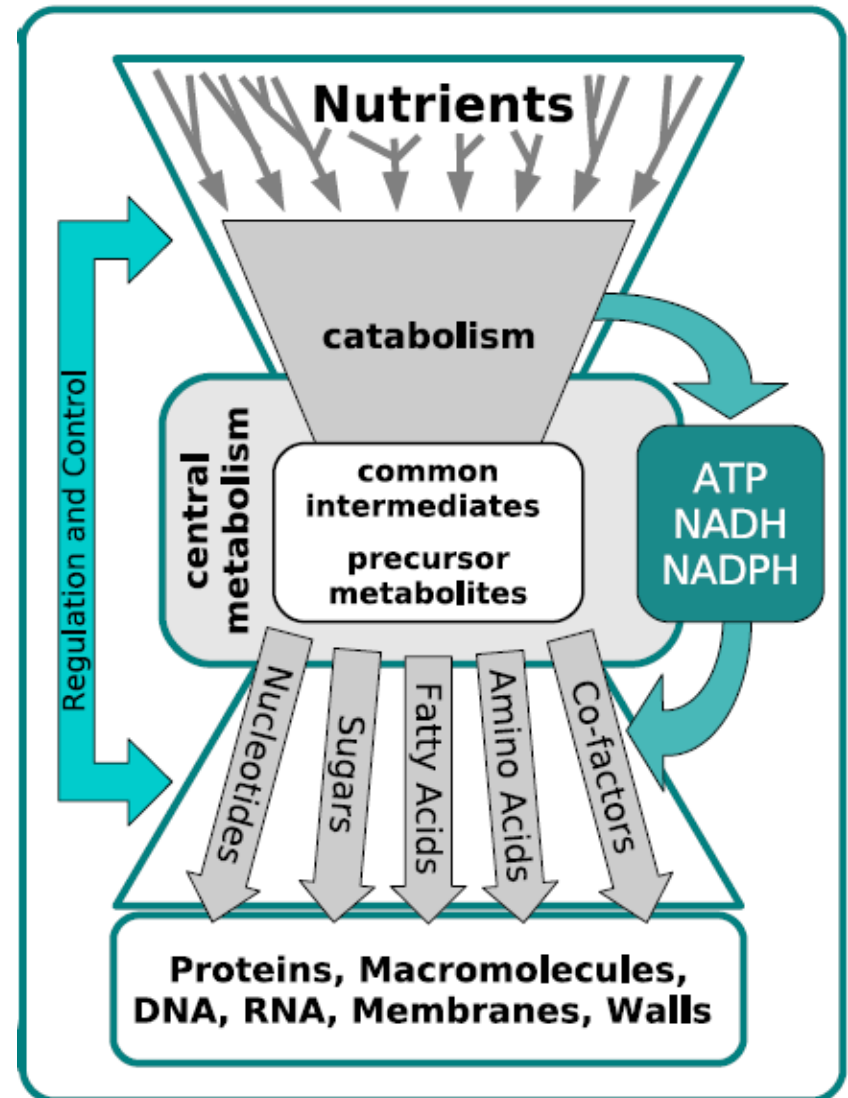 Nutrients
catabolism
Regulation and Control
central
metabolism
common
intermediates
precursor
metabolites
ATP
NADH
NADPH
Nucleotides
Sugars
Fatty Acids
Amino Acids
Co-factors
Proteins, Macromolecules,
DNA, RNA, Membranes, Walls